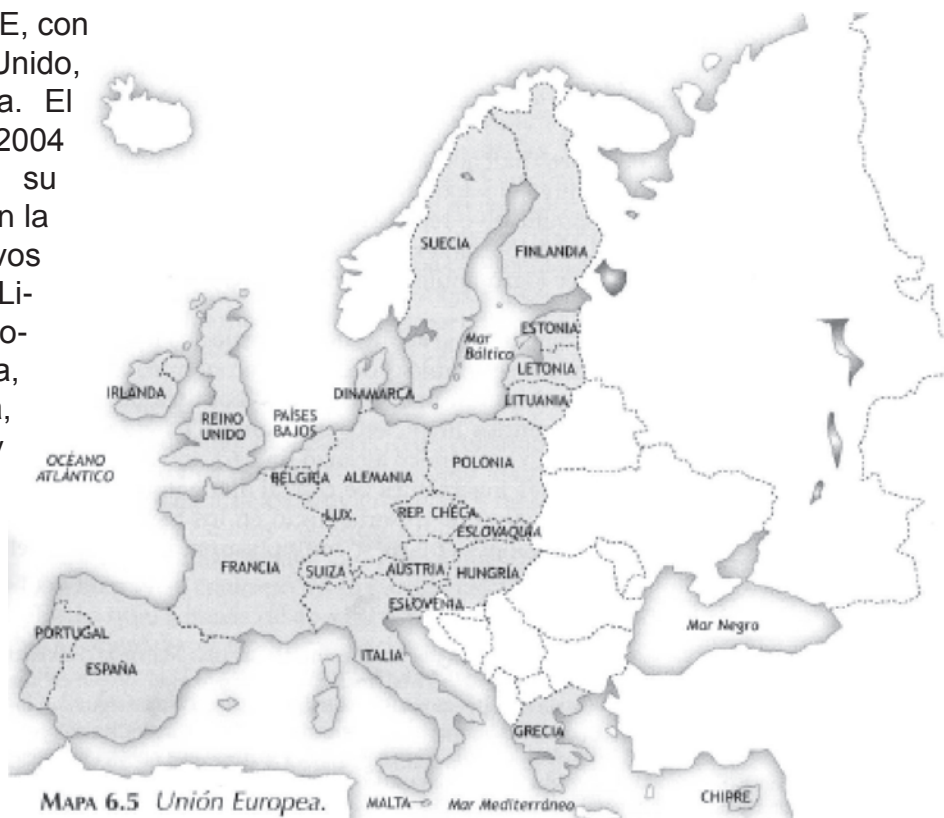 E, con
Unido,
a. El
2004
su
n la
vos
Li-
o-
a,
a,
y
SUECIA
FINLANDIA
ESTONIA
Mar
Báltico
LETONIA
LITUANIA
DINAMARCA
IRLANDA
REINO
UNIDO
PAÍSES
BAJOS
OCÉANO
ATLÁNTICO
BÉLGICA
ALEMANIA
POLONIA
LUX.
REP. CHECA
ESLOVAQUIA
FRANCIA
SUIZA
AUSTRIA
HUNGRÍA
ESLOVENIA
Mar Negro
PORTUGAL
ESPAÑA
ITALIA
GRECIA
MAPA 6.5 Unión Europea.
MALTA
Mar Mediterráneo
CHIPRE